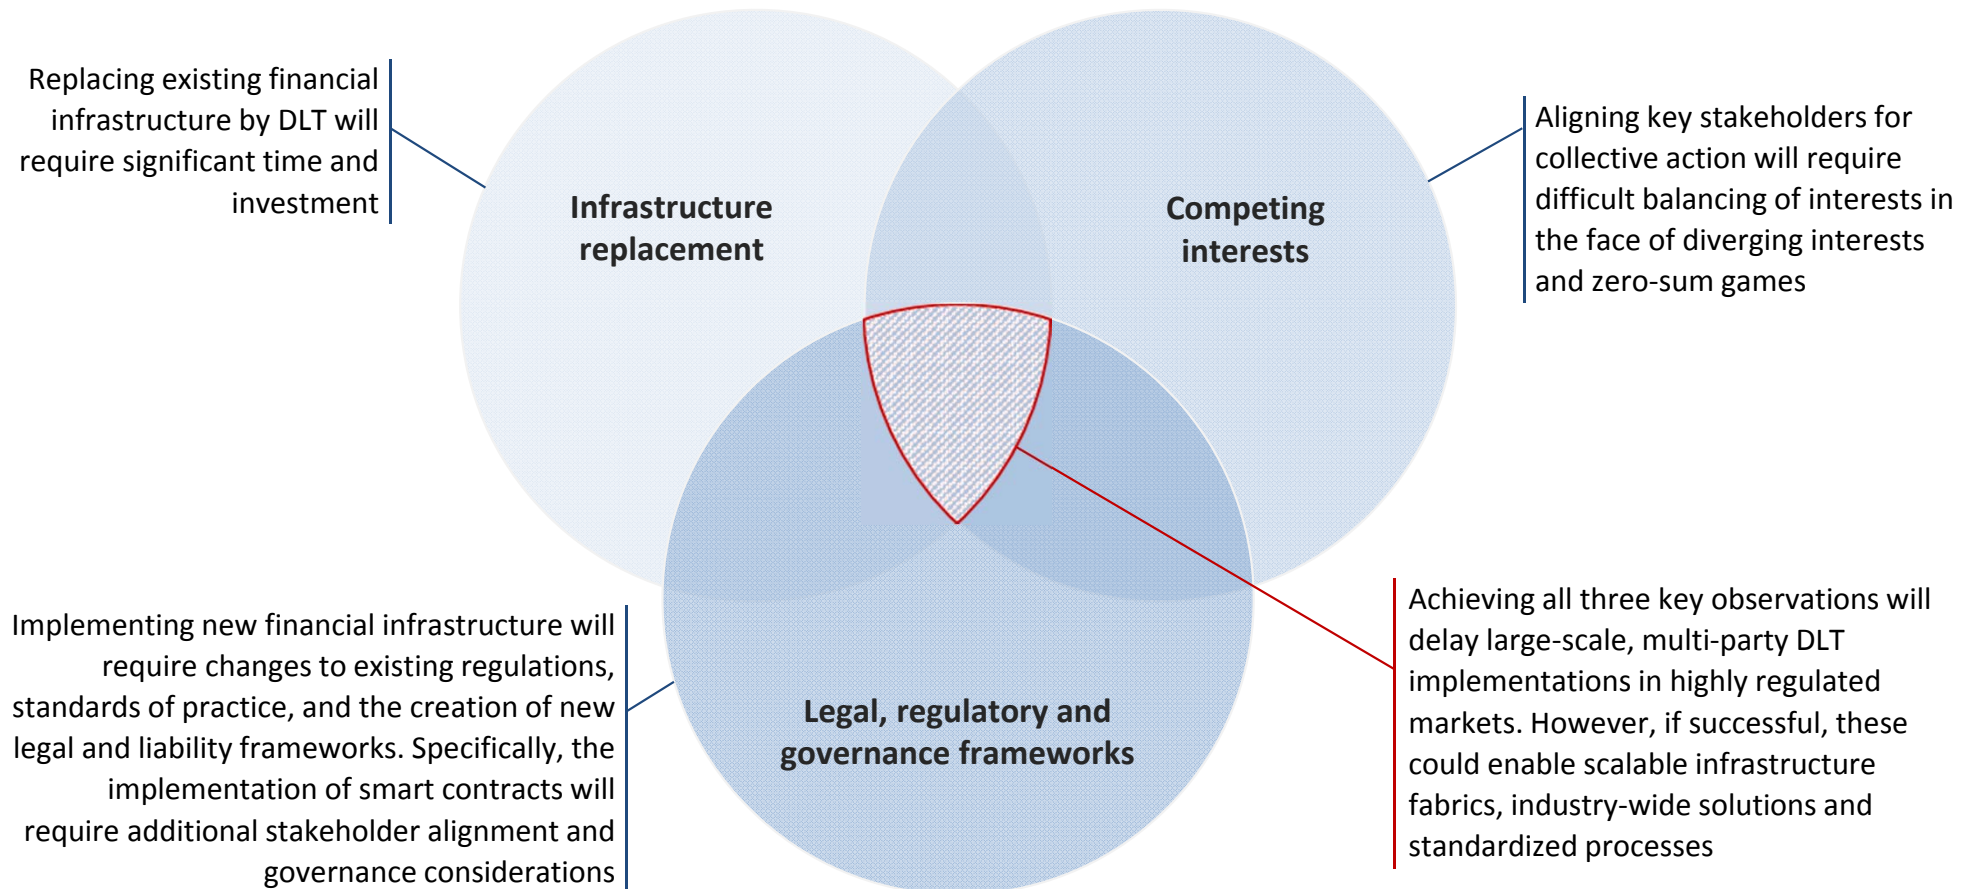 Replacing existing financial
infrastructure by DLT will
require significant time and
investment
Infrastructure
replacement
Competing
interests
Aligning key stakeholders for
collective action will require
difficult balancing of interests in
the face of diverging interests
and zero-sum games
Implementing new financial infrastructure will
require changes to existing regulations,
standards of practice, and the creation of new
legal and liability frameworks. Specifically, the
implementation of smart contracts will
require additional stakeholder alignment and
governance considerations
Legal, regulatory and
governance frameworks
Achieving all three key observations will
delay large-scale, multi-party DLT
implementations in highly regulated
markets. However, if successful, these
could enable scalable infrastructure
fabrics, industry-wide solutions and
standardized processes